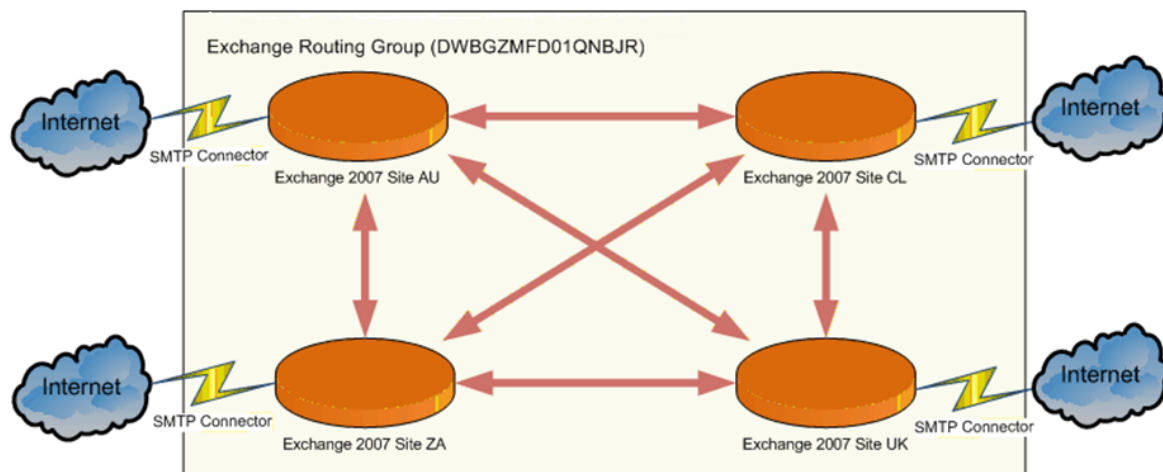 Exchange Routing Group (DWBGZMFD01QNBJR)
Internet
SMTP Connector
Exchange 2007 Site AU
Exchange 2007 Site CL
SMTP Connector
Internet
Internet
SMTP Connector
Exchange 2007 Site ZA
Exchange 2007 Site UK
SMTP Connector
Internet